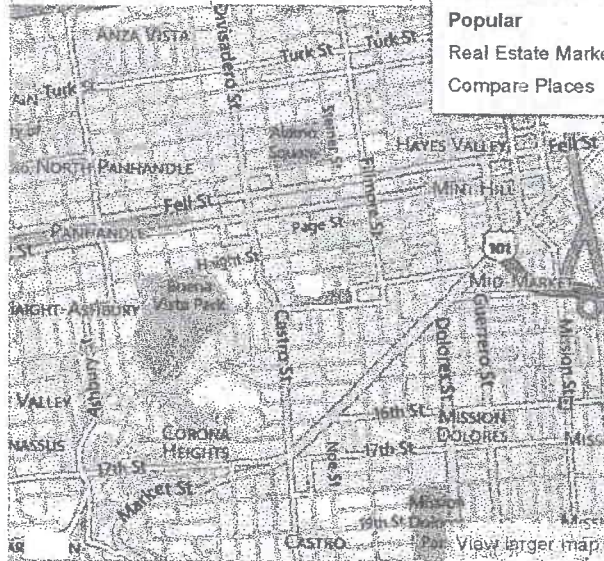 Popular
Real Estate Marke
Compare Places
ANZA VISTA
Divisadero St
Turk St
Turk St
Turk St
Steiner St
Alamo
Square
HAYES VALLEY
Fell St
NORTH PANHANDLE
Fillmore St
MINT HILL
Fell St
PANHANDLE
Page St
101
Haight St
MID-MARKET
Buena
Vista Park
HAIGHT-ASHBURY
Castro St
Dolores St
Guerrero St
Mission St
Ashbury
VALLEY
16th St
MISSION
DOLORES
NASSUS
CORONA
HEIGHTS
Noe St
17th St
17th St
Market St
Mission
19th St
CASTRO
View larger map